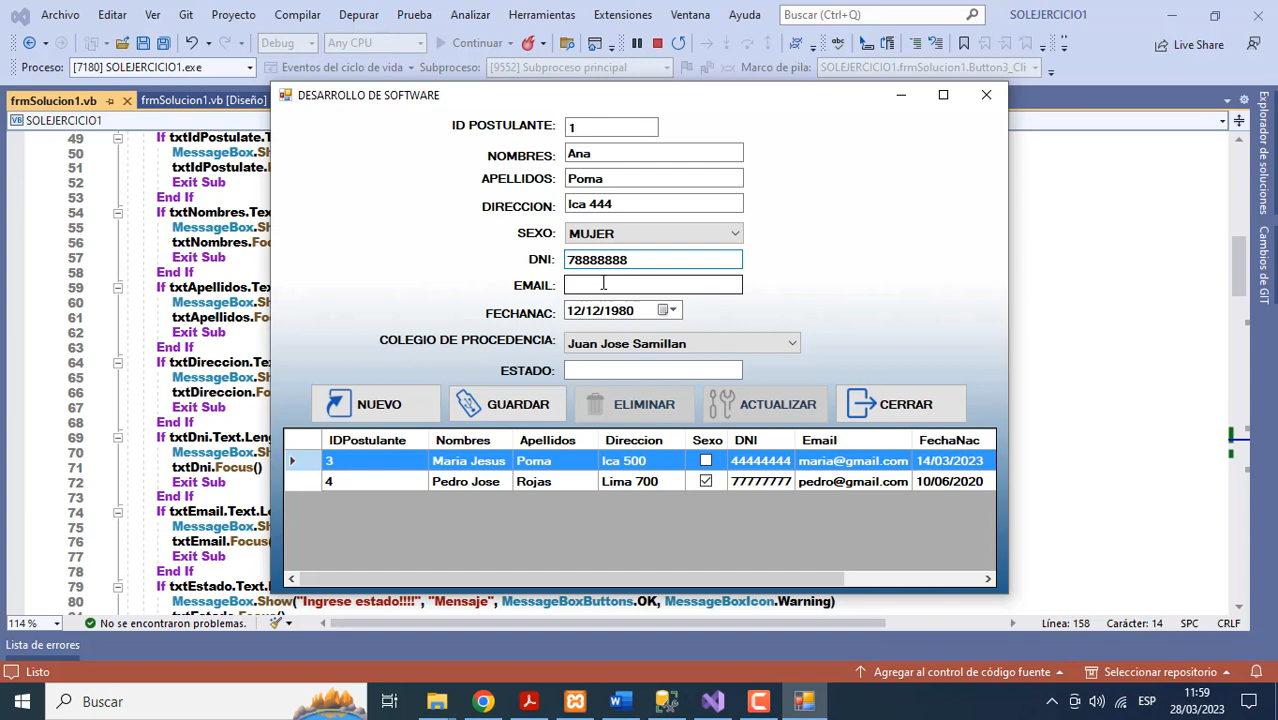 Archivo Editar Ver Git Proyecto Compilar Depurar Prueba Analizar Herramientas Extensiones Ventana Ayuda Buscar (Ctrl+Q) SOLEJERCICIO1
Debug Any CPU Continuar Live Share
Proceso: [7180] SOLEJERCICIO1.exe Eventos del ciclo de vida Subproceso: [9552] Subproceso principal Marco de pila: SOLEJERCICIO1.frmSolucion1.Button3_Cli
frmSolucion1.vb frmSolucion1.vb [Diseño]
SOLEJERCICIO1
Explorador de soluciones
Cambios de GIT
49 If txtIdPostulate.T
50 MessageBox.Sh
51 txtIdPostulate.
52 Exit Sub
53 End If
54 If txtNombres.Tex
55 MessageBox.Sh
56 txtNombres.Foc
57 Exit Sub
58 End If
59 If txtApellidos.Tex
60 MessageBox.Sh
61 txtApellidos.Fo
62 Exit Sub
63 End If
64 If txtDireccion.Tex
65 MessageBox.Sh
66 txtDireccion.Fo
67 Exit Sub
68 End If
69 If txtDni.Text.Leng
70 MessageBox.Sh
71 txtDni.Focus()
72 Exit Sub
73 End If
74 If txtEmail.Text.Le
75 MessageBox.Sh
76 txtEmail.Focus(
77 Exit Sub
78 End If
79 If txtEstado.Text.L
80 MessageBox.Show("Ingrese estado!!!!", "Mensaje", MessageBoxButtons.OK, MessageBoxIcon.Warning)
DESARROLLO DE SOFTWARE
ID POSTULANTE: 1
NOMBRES: Ana
APELLIDOS: Poma
DIRECCION: Ica 444
SEXO: MUJER
DNI: 78888888
EMAIL:
FECHANAC: 12/12/1980
COLEGIO DE PROCEDENCIA: Juan Jose Samillan
ESTADO:
NUEVO GUARDAR ELIMINAR ACTUALIZAR CERRAR
IDPostulante Nombres Apellidos Direccion Sexo DNI Email FechaNac
3 Maria Jesus Poma Ica 500 44444444 maria@gmail.com 14/03/2023
4 Pedro Jose Rojas Lima 700 77777777 pedro@gmail.com 10/06/2020
114 % No se encontraron problemas. Línea: 158 Carácter: 14 SPC CRLF
Lista de errores
Listo Agregar al control de código fuente Seleccionar repositorio
Buscar ESP 11:59
28/03/2023